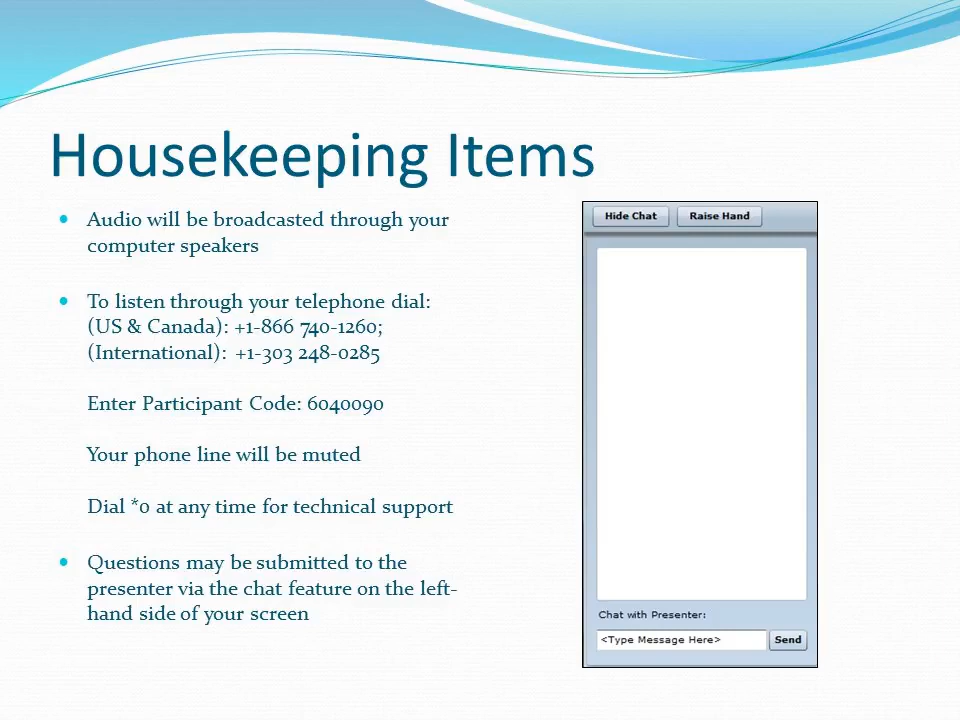 Housekeeping Items
Audio will be broadcasted through your
computer speakers
To listen through your telephone dial:
(US & Canada): +1-866 740-1260;
(International): +1-303 248-0285
Enter Participant Code: 6040090
Your phone line will be muted
Dial *0 at any time for technical support
Questions may be submitted to the
presenter via the chat feature on the left-
hand side of your screen
Hide Chat Raise Hand
Chat with Presenter:
<Type Message Here> Send